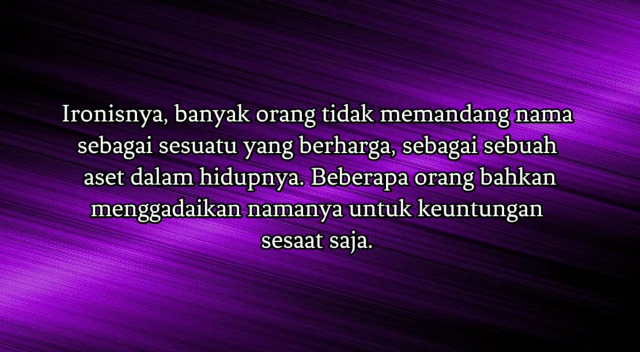 Ironisnya, banyak orang tidak memandang nama
sebagai sesuatu yang berharga, sebagai sebuah
aset dalam hidupnya. Beberapa orang bahkan
menggadaikan namanya untuk keuntungan
sesaat saja.